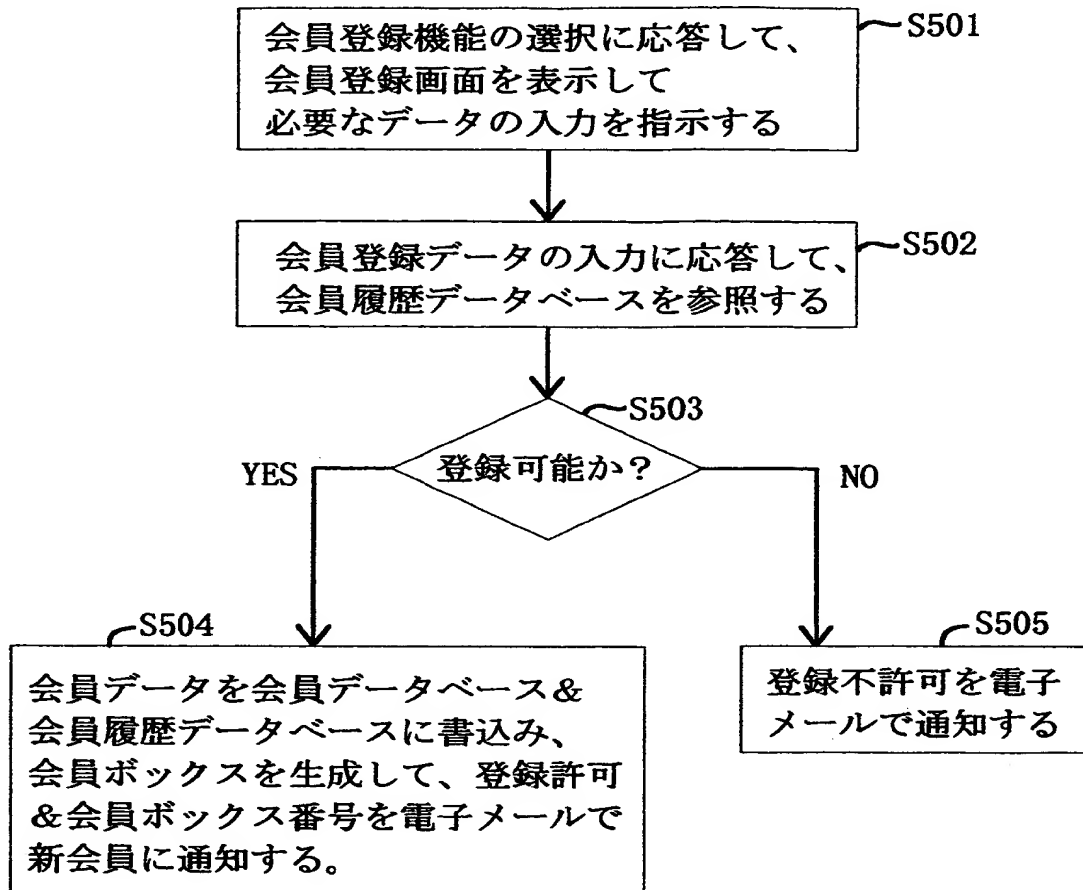 会員登録機能の選択に応答して、
会員登録画面を表示して
必要なデータの入力を指示する
S501
会員登録データの入力に応答して、
会員履歴データベースを参照する
S502
S503
登録可能か？
YES
NO
S504
会員データを会員データベース＆
会員履歴データベースに書込み、
会員ボックスを生成して、登録許可
＆会員ボックス番号を電子メールで
新会員に通知する。
S505
登録不許可を電子
メールで通知する